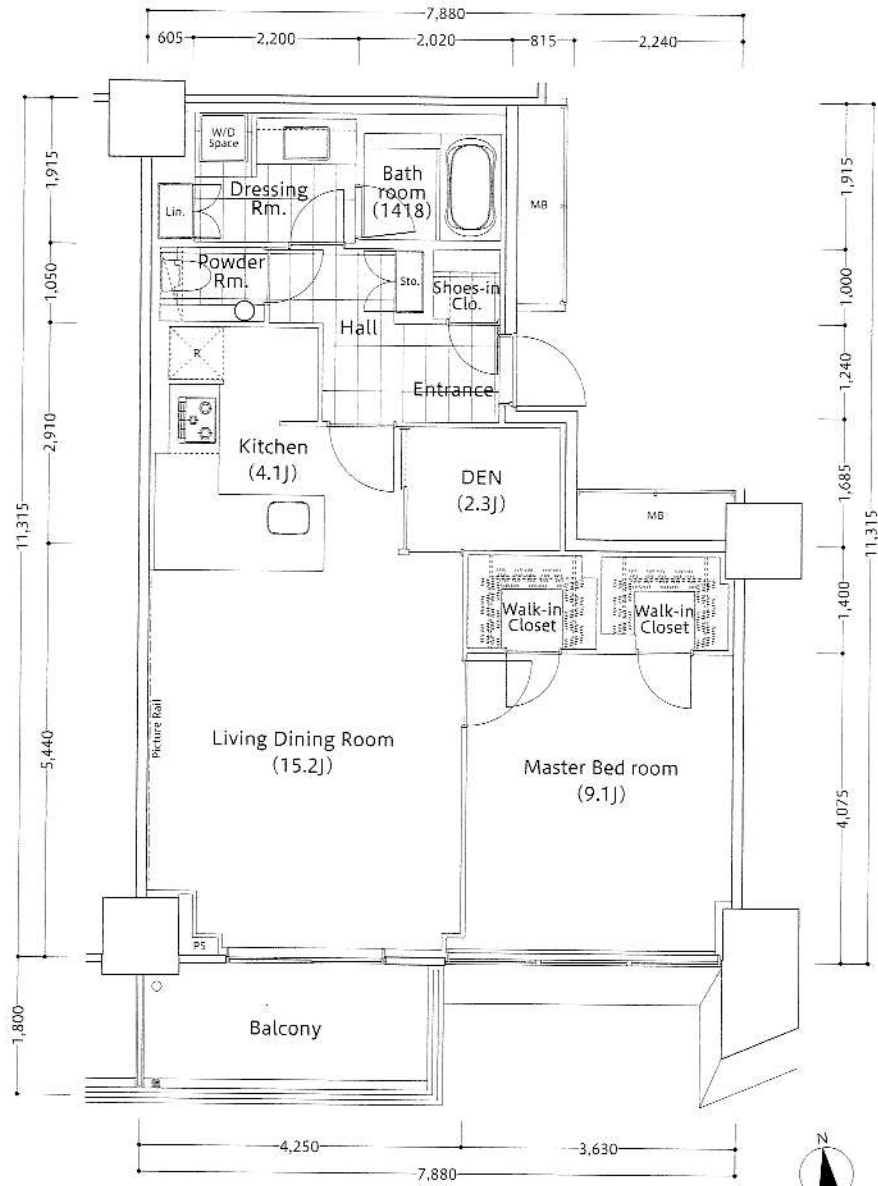 7,880
605
2,200
2,020
815
2,240
W/D
Space
Dressing
Rm.
Lin.
Bath
room
(1418)
MB
Powder
Rm.
Sto.
Shoes-in
Clo.
Hall
R
Entrance
Kitchen
(4.1J)
DEN
(2.3J)
MB
Walk-in
Closet
Walk-in
Closet
Picture Rail
Living Dining Room
(15.2J)
Master Bed room
(9.1J)
PS
Balcony
11,315
1,915
1,050
2,910
5,440
1,800
1,915
1,000
1,240
1,685
1,400
4,075
11,315
4,250
3,630
7,880
N